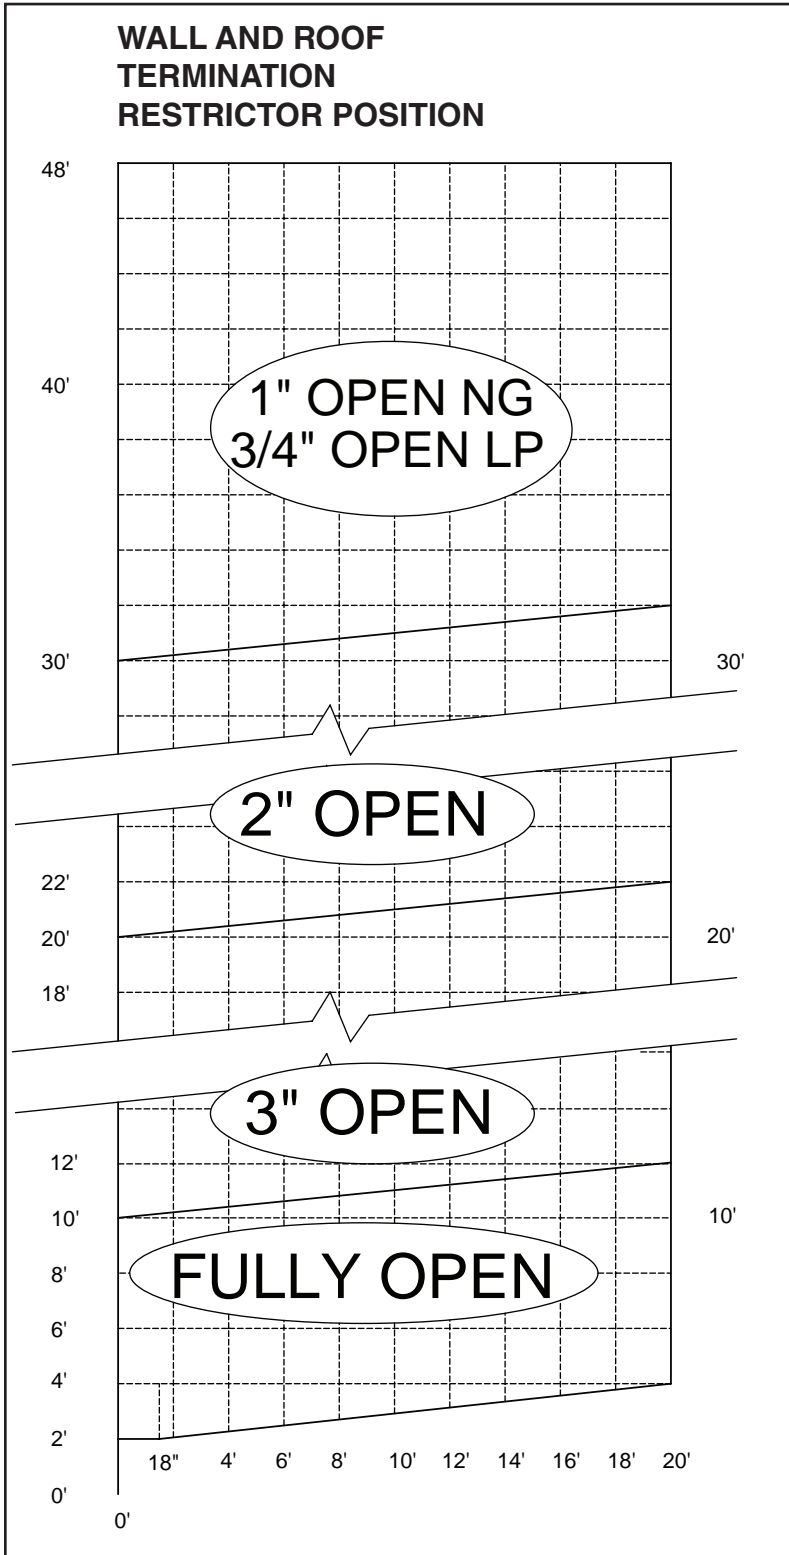 WALL AND ROOF
TERMINATION
RESTRICTOR POSITION
48'
40'
1" OPEN NG
3/4" OPEN LP
30'
30'
2" OPEN
22'
20'
20'
18'
3" OPEN
12'
10'
10'
FULLY OPEN
8'
6'
4'
2'
18" 4' 6' 8' 10' 12' 14' 16' 18' 20'
0'
0'